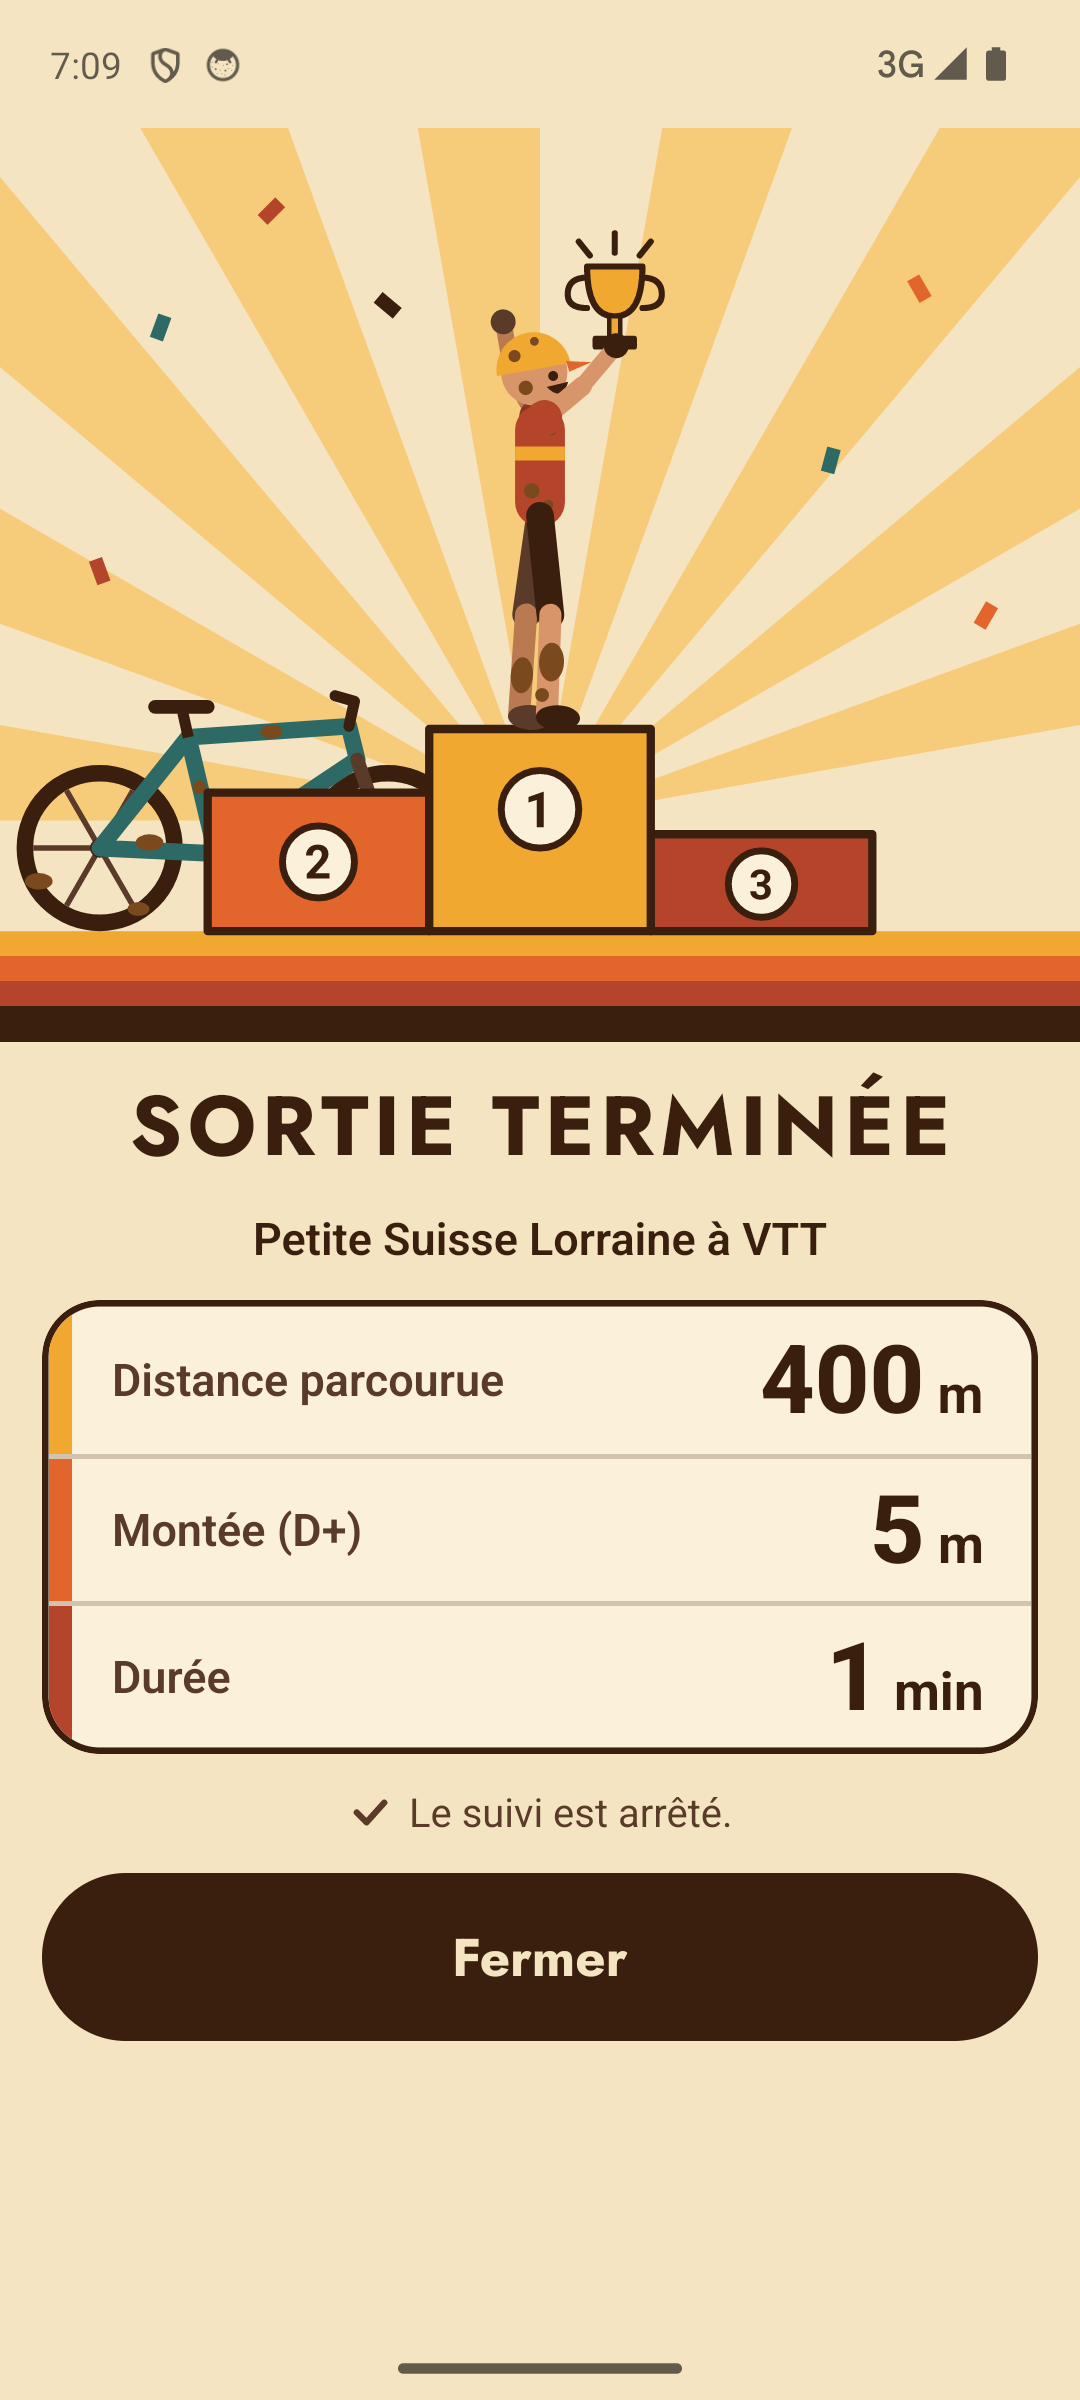 7:09
3G
1
2
3
SORTIE TERMINÉE
Petite Suisse Lorraine à VTT
Distance parcourue 400 m
Montée (D+) 5 m
Durée 1 min
Le suivi est arrêté.
Fermer